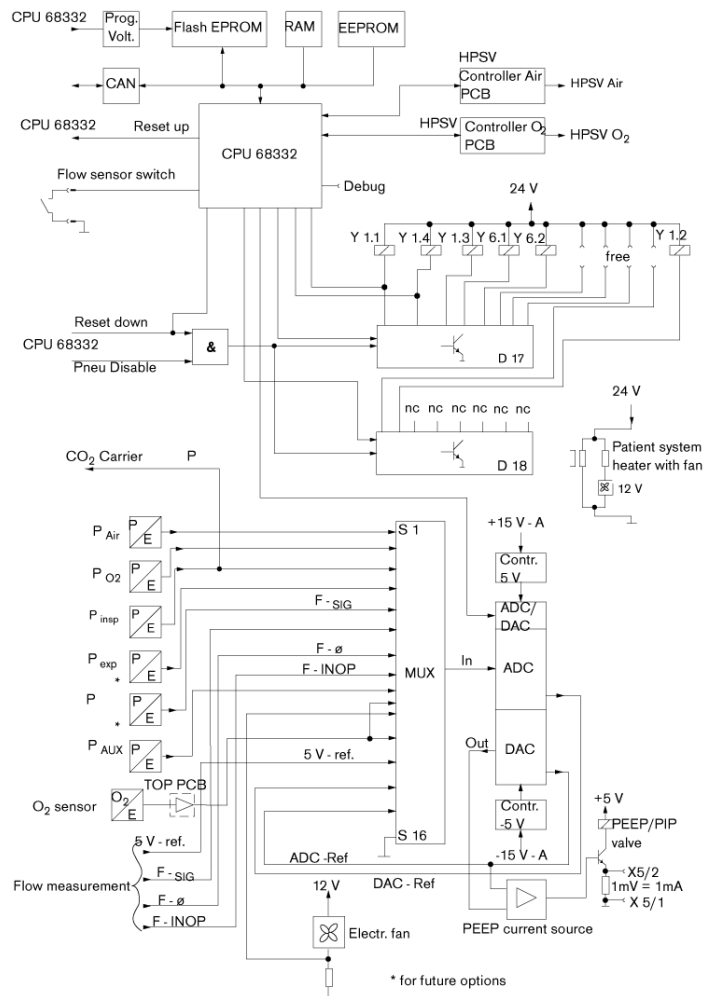 CPU 68332
Prog.
Volt.
Flash EPROM
RAM
EEPROM
CAN
HPSV
Controller Air
PCB
HPSV Air
CPU 68332
Reset up
HPSV
Controller O2
PCB
HPSV O2
CPU 68332
Flow sensor switch
Debug
24 V
Y 1.1
Y 1.4
Y 1.3
Y 6.1
Y 6.2
free
Y 1.2
Reset down
CPU 68332
&
Pneu Disable
D 17
nc nc nc nc nc nc
D 18
24 V
Patient system
heater with fan
12 V
CO2 Carrier
P
P Air
P
E
S 1
+15 V - A
Contr.
5 V
P O2
P
E
P insp
P
E
F - SIG
ADC/
DAC
F - ø
P exp
*
P
E
F - INOP
MUX
In
ADC
P
*
P
E
P AUX
P
E
5 V - ref.
Out
DAC
TOP PCB
O2 sensor
O2
E
Contr.
-5 V
+5 V
S 16
PEEP/PIP
valve
5 V - ref.
ADC -Ref
-15 V - A
F - SIG
X5/2
Flow measurement
12 V
DAC - Ref
1mV = 1mA
F - ø
X 5/1
F - INOP
Electr. fan
PEEP current source
* for future options